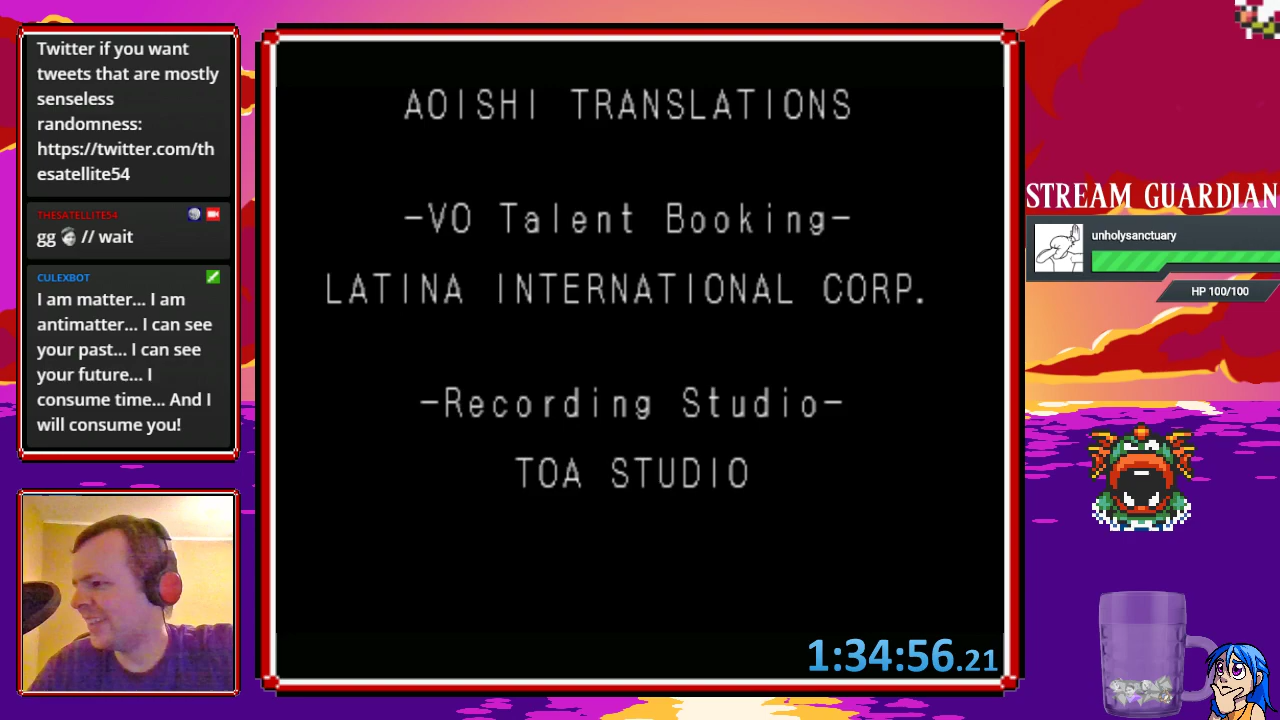 Twitter if you want
tweets that are mostly
senseless
randomness:
https://twitter.com/th
esatellite54
THESATELLITE54
gg // wait
CULEXBOT
I am matter... I am
antimatter... I can see
your past... I can see
your future... I
consume time... And I
will consume you!
AOISHI TRANSLATIONS
-VO Talent Booking-
LATINA INTERNATIONAL CORP.
-Recording Studio-
TOA STUDIO
1:34:56.21
STREAM GUARDIAN
unholysanctuary
HP 100/100